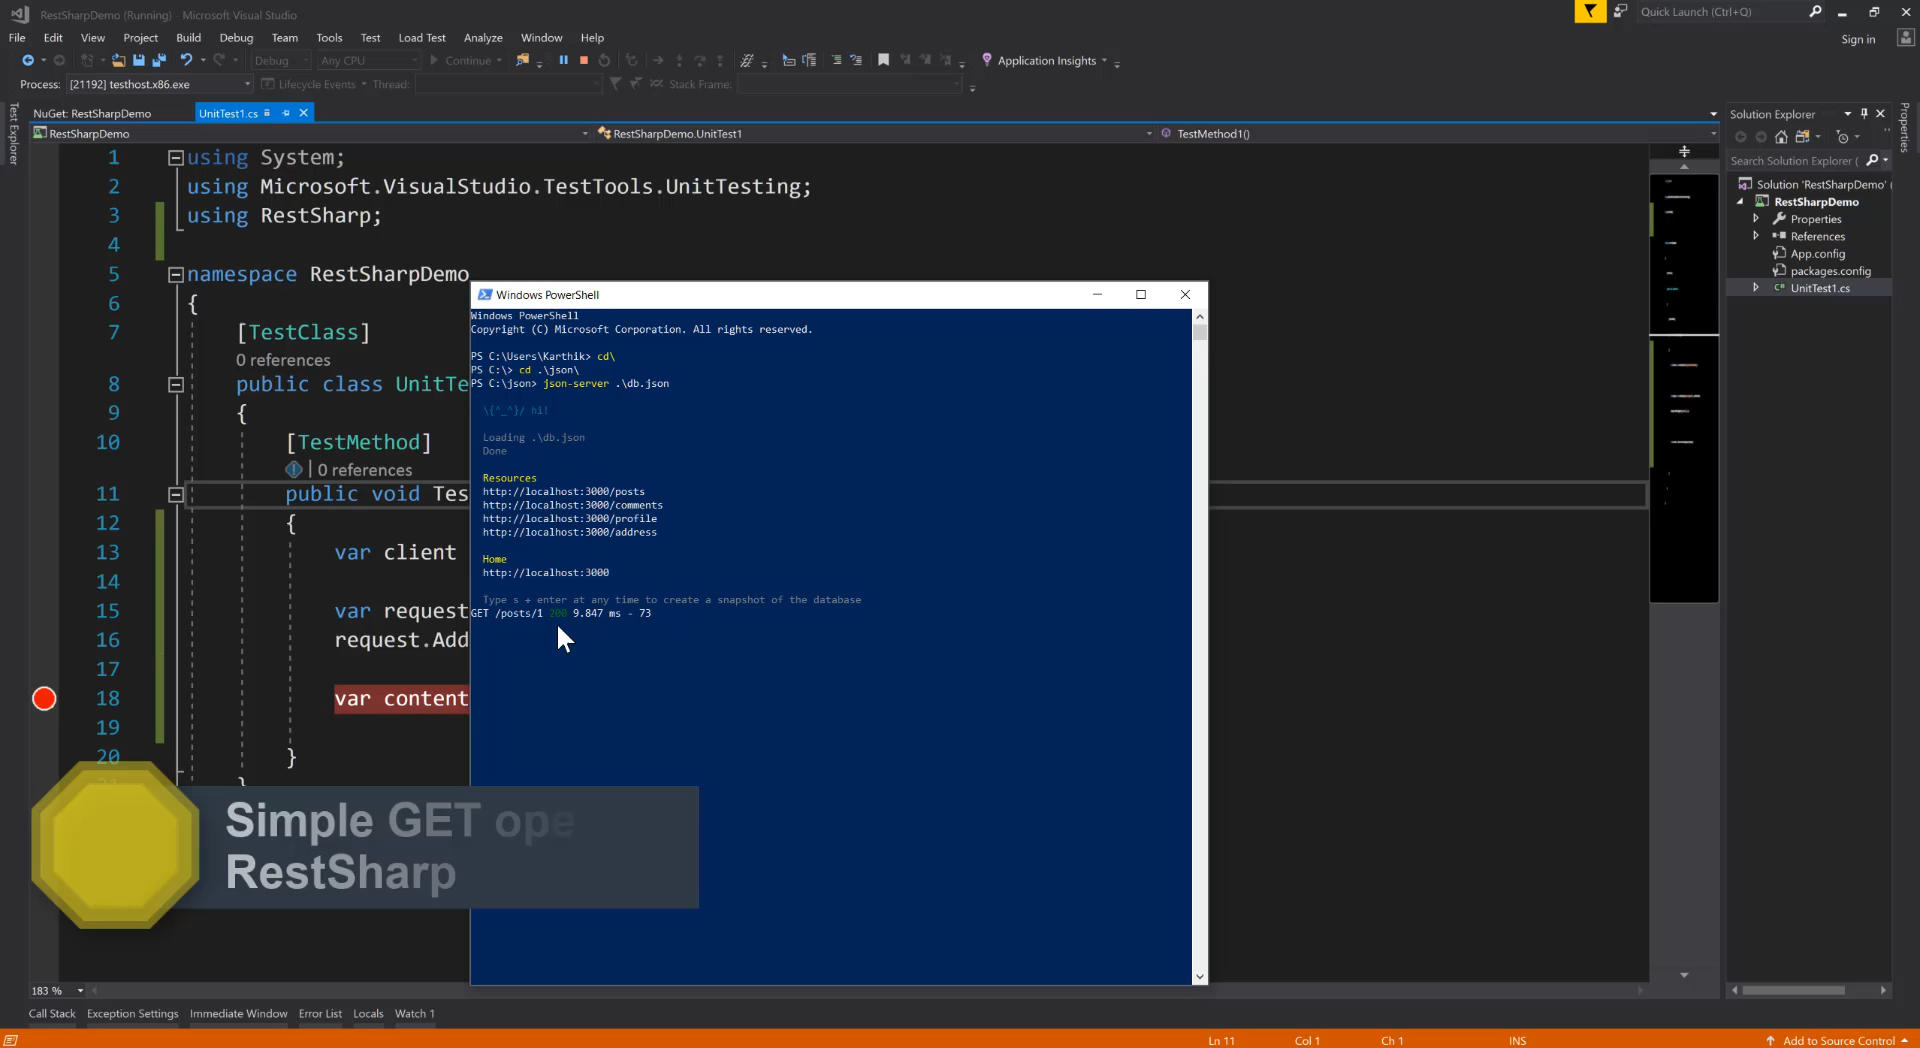 RestSharpDemo (Running) - Microsoft Visual Studio
Quick Launch (Ctrl+Q)
File Edit View Project Build Debug Team Tools Test Load Test Analyze Window Help
Sign in
Debug Any CPU Continue Application Insights
Process: [21192] testhost.x86.exe Lifecycle Events Thread: Stack Frame:
Test Explorer
NuGet: RestSharpDemo UnitTest1.cs
RestSharpDemo RestSharpDemo.UnitTest1 TestMethod1()
1 using System;
2 using Microsoft.VisualStudio.TestTools.UnitTesting;
3 using RestSharp;
4
5 namespace RestSharpDemo
6 {
7 [TestClass]
0 references
8 public class UnitTe
9 {
10 [TestMethod]
0 references
11 public void Tes
12 {
13 var client
14
15 var request
16 request.Add
17
18 var content
19
20 }
}
Windows PowerShell
Windows PowerShell
Copyright (C) Microsoft Corporation. All rights reserved.
PS C:\Users\Karthik> cd\
PS C:\> cd .\json\
PS C:\json> json-server .\db.json
\{^_^}/ hi!
Loading .\db.json
Done
Resources
http://localhost:3000/posts
http://localhost:3000/comments
http://localhost:3000/profile
http://localhost:3000/address
Home
http://localhost:3000
Type s + enter at any time to create a snapshot of the database
GET /posts/1 200 9.847 ms - 73
Simple GET ope
RestSharp
Solution Explorer
Search Solution Explorer (
Solution 'RestSharpDemo' (
RestSharpDemo
Properties
References
App.config
packages.config
UnitTest1.cs
Properties
183 %
Call Stack Exception Settings Immediate Window Error List Locals Watch 1
Ln 11 Col 1 Ch 1 INS Add to Source Control